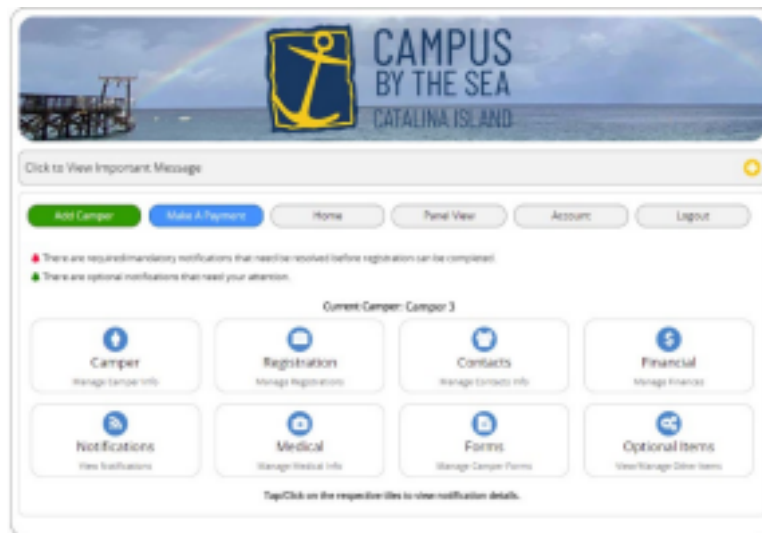 CAMPUS
BY THE SEA
CATALINA ISLAND
Click to View Important Message
Add Camper Make A Payment Home Panel View Account Logout
There are required/mandatory notifications that need be resolved before registration can be completed.
There are optional notifications that need your attention.
Current Camper: Camper 3
Camper Registration Contacts Financial
Manage Camper Info Manage Registrations Manage Contacts Info Manage Finances
Notifications Medical Forms Optional Items
View Notifications Manage Medical Info Manage Camper Forms View/Manage Other Items
Tap/Click on the respective tiles to view notification details.